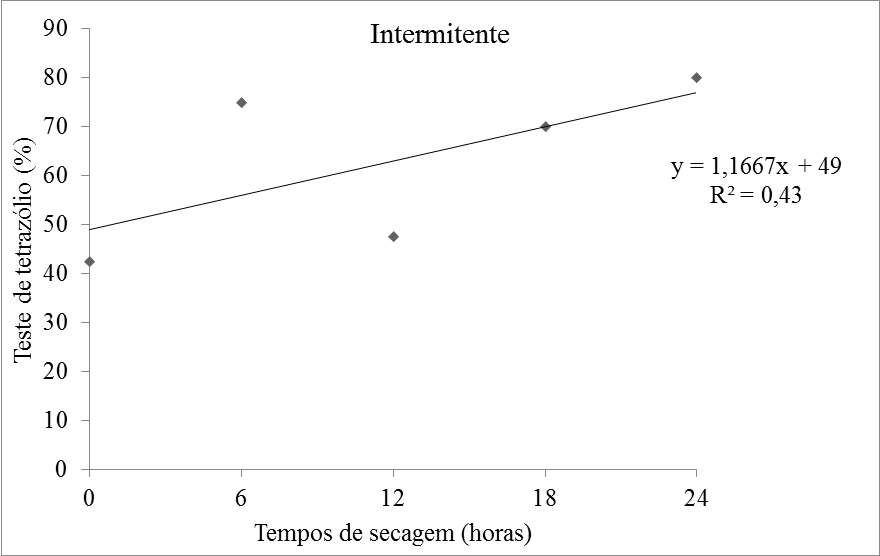 Intermitente
90
80
70
60
50
40
30
20
10
0
Teste de tetrazólio (%)
y = 1,1667x + 49
R² = 0,43
0 6 12 18 24
Tempos de secagem (horas)